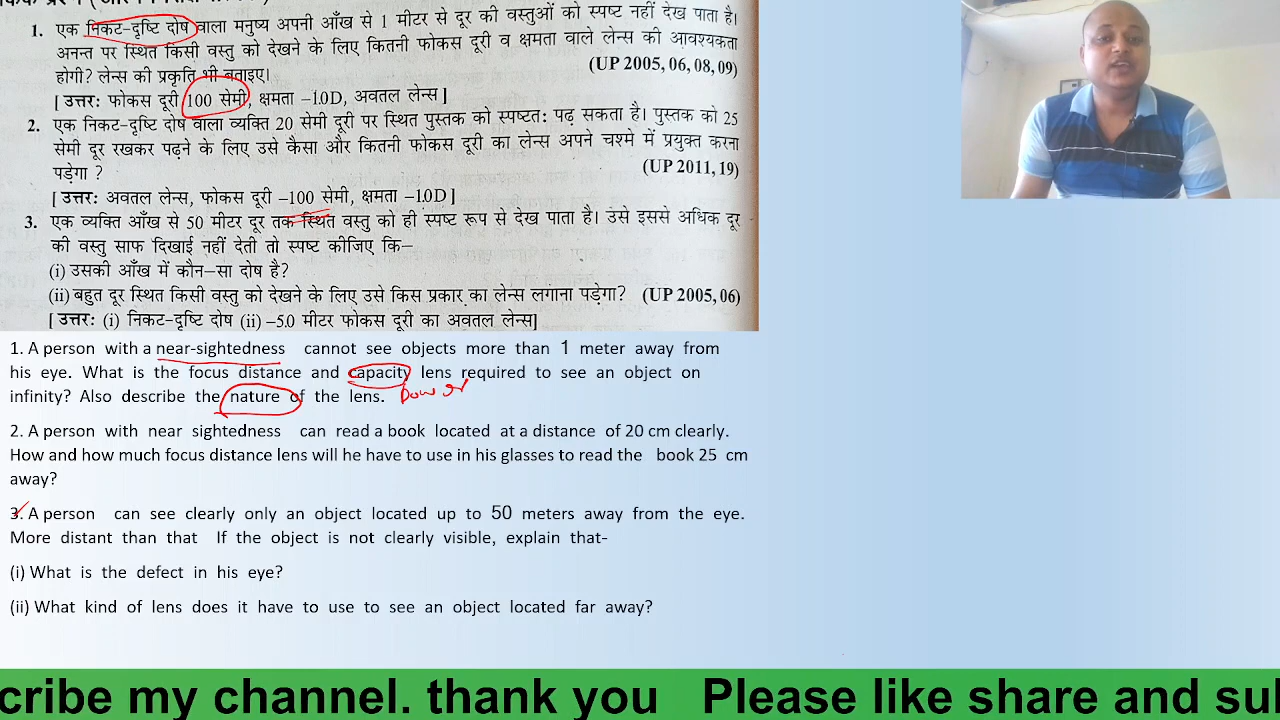 1. एक निकट-दृष्टि दोष वाला मनुष्य अपनी आँख से 1 मीटर से दूर की वस्तुओं को स्पष्ट नहीं देख पाता है।
अनन्त पर स्थित किसी वस्तु को देखने के लिए कितनी फोकस दूरी व क्षमता वाले लेन्स की आवश्यकता
होगी? लेन्स की प्रकृति भी बताइए। (UP 2005, 06, 08, 09)
[ उत्तर: फोकस दूरी 100 सेमी, क्षमता –1.0D, अवतल लेन्स ]
2. एक निकट-दृष्टि दोष वाला व्यक्ति 20 सेमी दूरी पर स्थित पुस्तक को स्पष्टत: पढ़ सकता है। पुस्तक को 25
सेमी दूर रखकर पढ़ने के लिए उसे कैसा और कितनी फोकस दूरी का लेन्स अपने चश्मे में प्रयुक्त करना
पड़ेगा ? (UP 2011, 19)
[ उत्तर: अवतल लेन्स, फोकस दूरी –100 सेमी, क्षमता –1.0D ]
3. एक व्यक्ति आँख से 50 मीटर दूर तक स्थित वस्तु को ही स्पष्ट रूप से देख पाता है। उसे इससे अधिक दूर
की वस्तु साफ दिखाई नहीं देती तो स्पष्ट कीजिए कि–
(i) उसकी आँख में कौन-सा दोष है?
(ii) बहुत दूर स्थित किसी वस्तु को देखने के लिए उसे किस प्रकार का लेन्स लगाना पड़ेगा? (UP 2005, 06)
[ उत्तर: (i) निकट-दृष्टि दोष (ii) –5.0 मीटर फोकस दूरी का अवतल लेन्स]
1. A person with a near-sightedness cannot see objects more than 1 meter away from
his eye. What is the focus distance and capacity lens required to see an object on
infinity? Also describe the nature of the lens. power
2. A person with near sightedness can read a book located at a distance of 20 cm clearly.
How and how much focus distance lens will he have to use in his glasses to read the book 25 cm
away?
3. A person can see clearly only an object located up to 50 meters away from the eye.
More distant than that If the object is not clearly visible, explain that-
(i) What is the defect in his eye?
(ii) What kind of lens does it have to use to see an object located far away?
cribe my channel. thank you Please like share and su